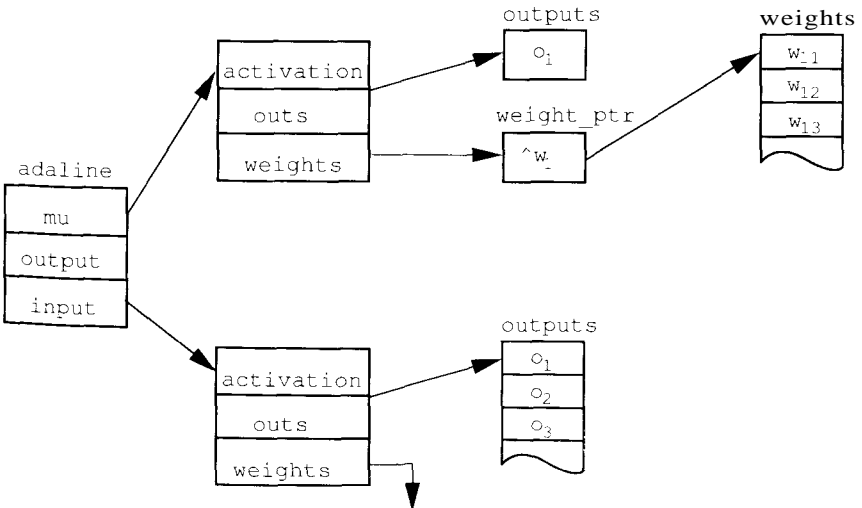 outputs
weights
activation
outs
weights
o₁
weight_ptr
^w₁
w₁₁
w₁₂
w₁₃
adaline
mu
output
input
activation
outs
weights
outputs
o₁
o₂
o₃